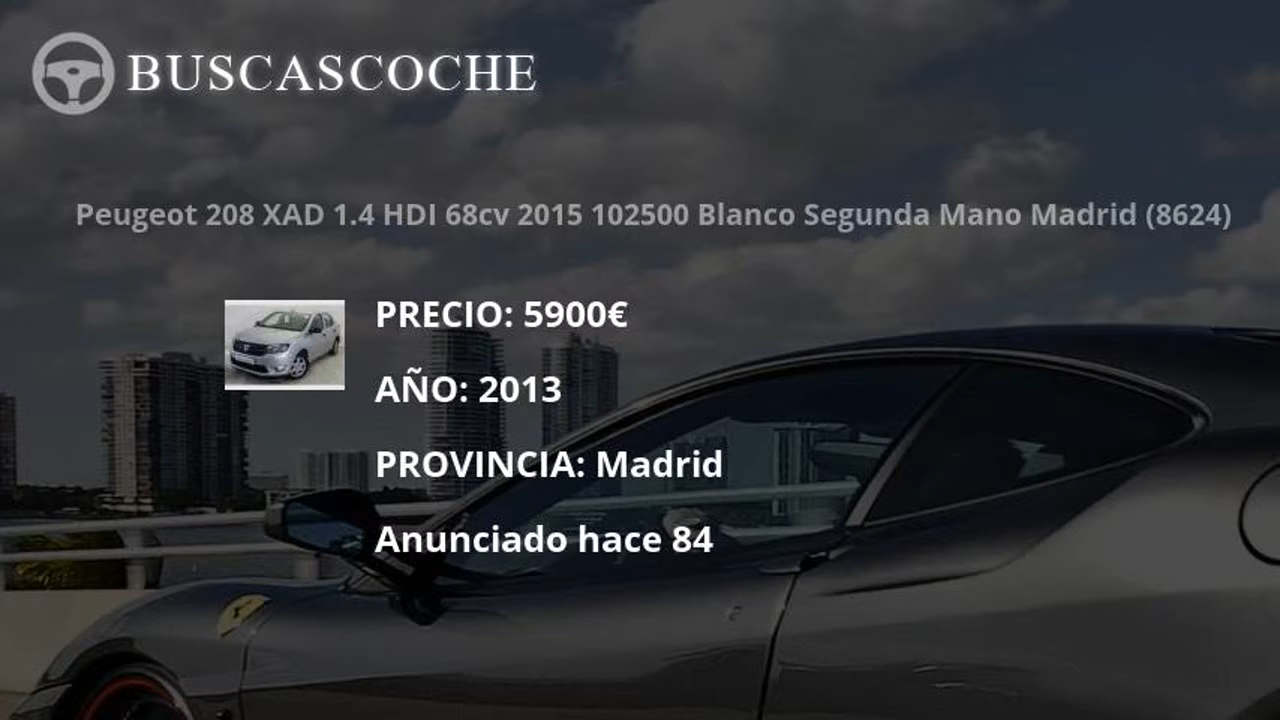 BUSCASCOCHE
Peugeot 208 XAD 1.4 HDI 68cv 2015 102500 Blanco Segunda Mano Madrid (8624)
PRECIO: 5900€
AÑO: 2013
PROVINCIA: Madrid
Anunciado hace 84